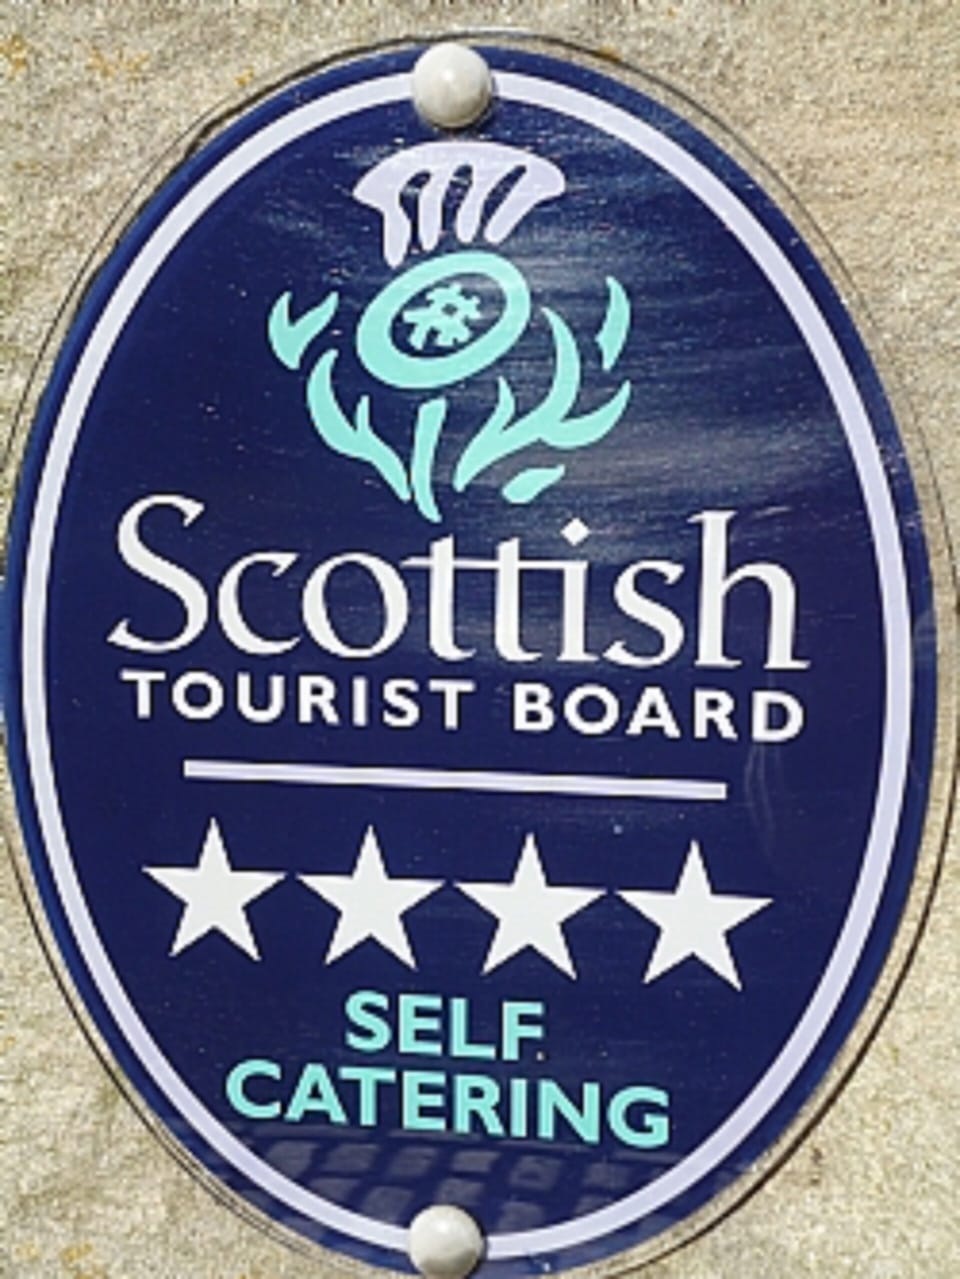 Scottish
TOURIST BOARD
SELF
CATERING